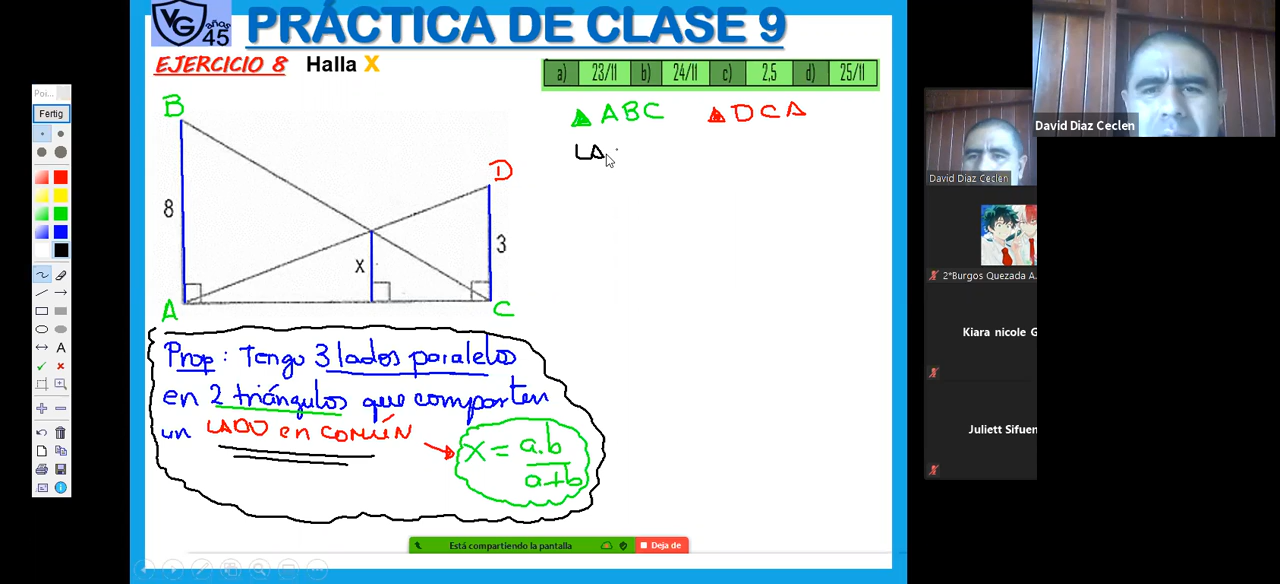 VG años 45
PRÁCTICA DE CLASE 9
EJERCICIO 8 Halla X
a) 23/11 b) 24/11 c) 2,5 d) 25/11
ABC DCA
LA
B
D
8
3
x
A
C
Prop: Tengo 3 lados paralelos
en 2 triángulos que comparten
un LADO en COMÚN
x = a.b
a+b
Fertig
A
David Diaz Ceclen
David Diaz Ceclen
2*Burgos Quezada A.
Kiara nicole G
Juliett Sifuen
Está compartiendo la pantalla
Deja de